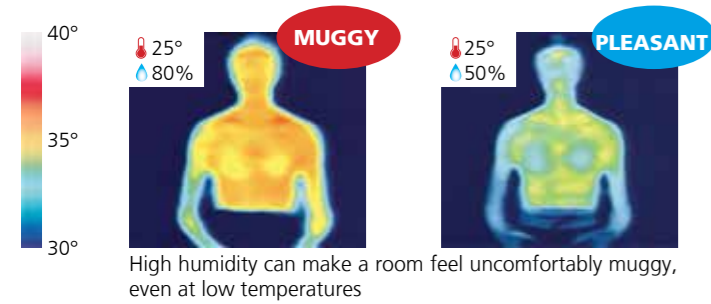 40°
35°
30°
25°
80%
MUGGY
25°
50%
PLEASANT
High humidity can make a room feel uncomfortably muggy,
even at low temperatures